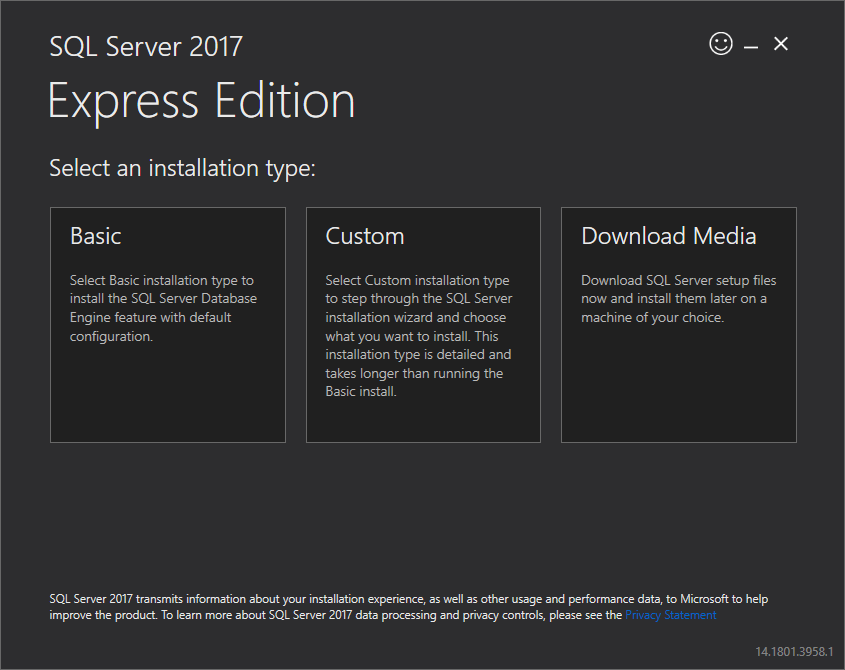 SQL Server 2017
Express Edition
Select an installation type:
Basic
Select Basic installation type to
install the SQL Server Database
Engine feature with default
configuration.
Custom
Select Custom installation type
to step through the SQL Server
installation wizard and choose
what you want to install. This
installation type is detailed and
takes longer than running the
Basic install.
Download Media
Download SQL Server setup files
now and install them later on a
machine of your choice.
SQL Server 2017 transmits information about your installation experience, as well as other usage and performance data, to Microsoft to help
improve the product. To learn more about SQL Server 2017 data processing and privacy controls, please see the Privacy Statement
14.1801.3958.1